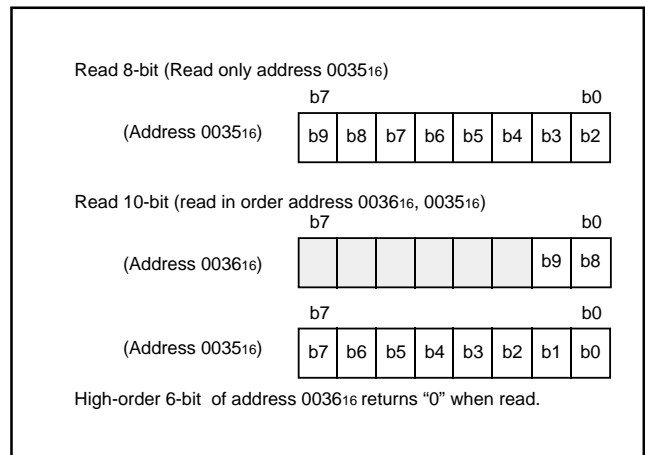 Read 8-bit (Read only address 003516)
b7 b0
(Address 003516) b9 b8 b7 b6 b5 b4 b3 b2
Read 10-bit (read in order address 003616, 003516)
b7 b0
(Address 003616) b9 b8
b7 b0
(Address 003516) b7 b6 b5 b4 b3 b2 b1 b0
High-order 6-bit of address 003616 returns “0” when read.